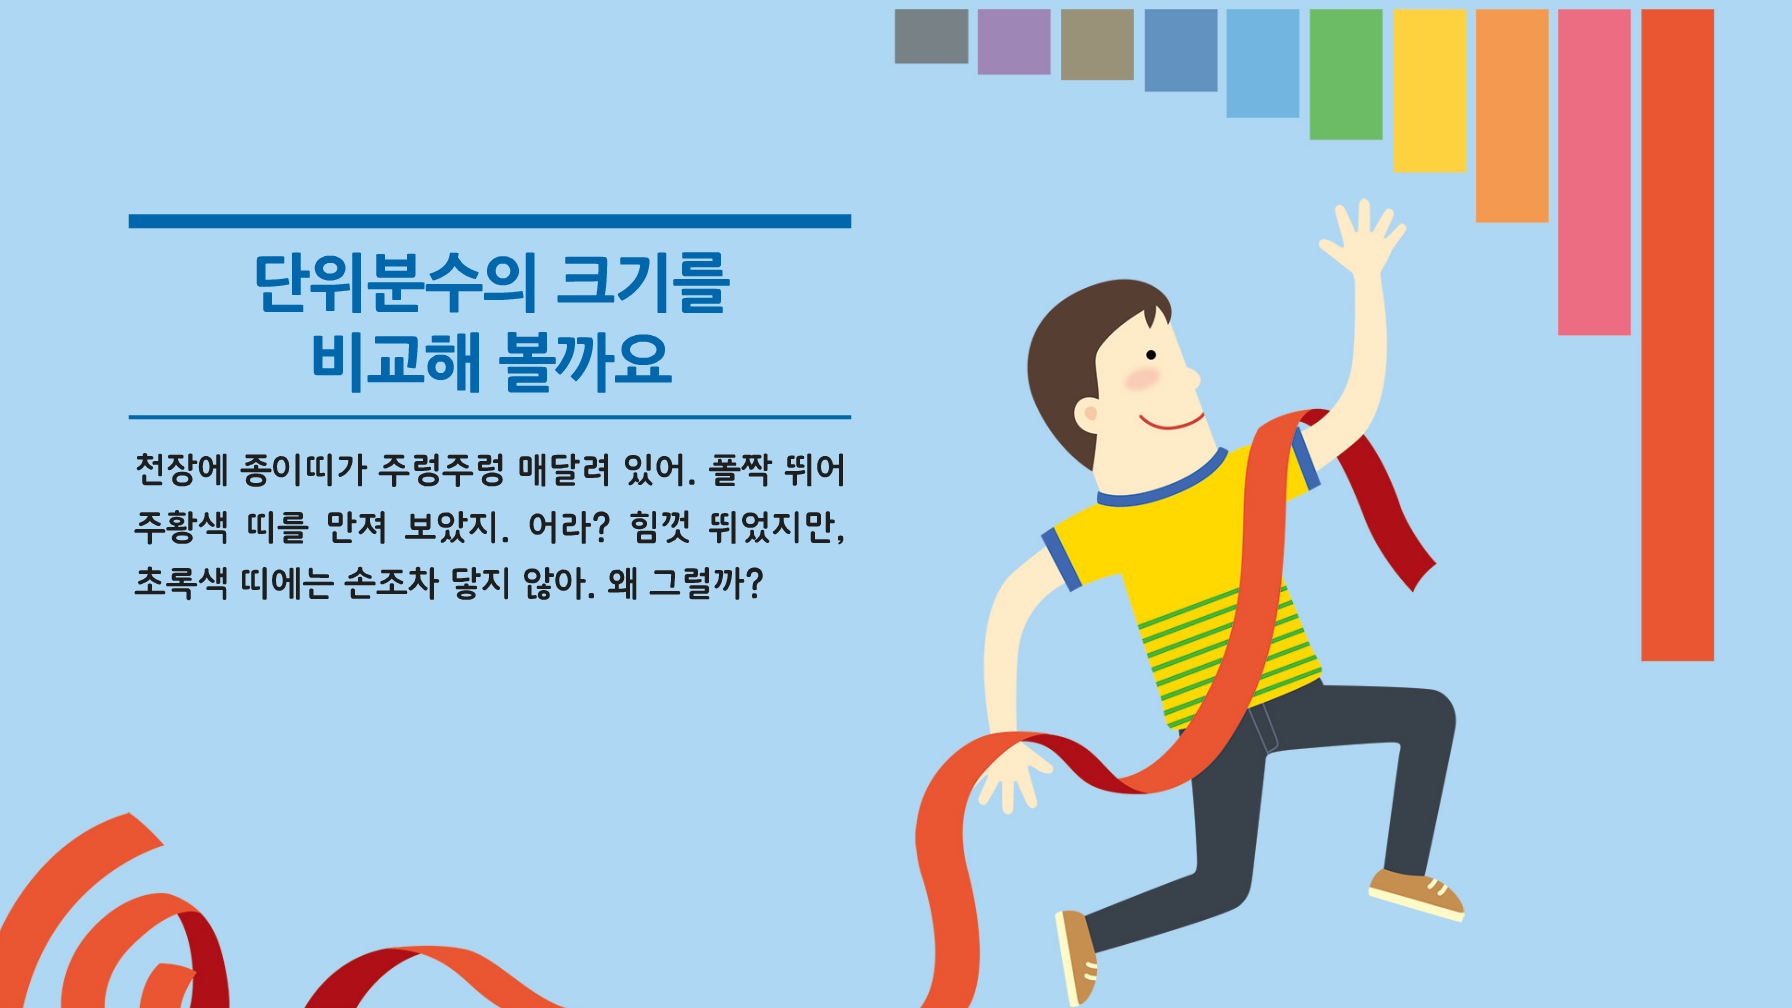 단위분수의 크기를
비교해 볼까요
천장에 종이띠가 주렁주렁 매달려 있어. 폴짝 뛰어
주황색 띠를 만져 보았지. 어라? 힘껏 뛰었지만,
초록색 띠에는 손조차 닿지 않아. 왜 그럴까?